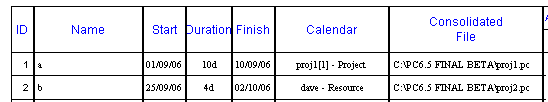 ID Name Start Duration Finish Calendar Consolidated File
1 a 01/09/06 10d 10/09/06 proj1[1] - Project C:\PC6.5 FINAL BETA\proj1.pc
2 b 25/09/06 4d 02/10/06 dave - Resource C:\PC6.5 FINAL BETA\proj2.pc